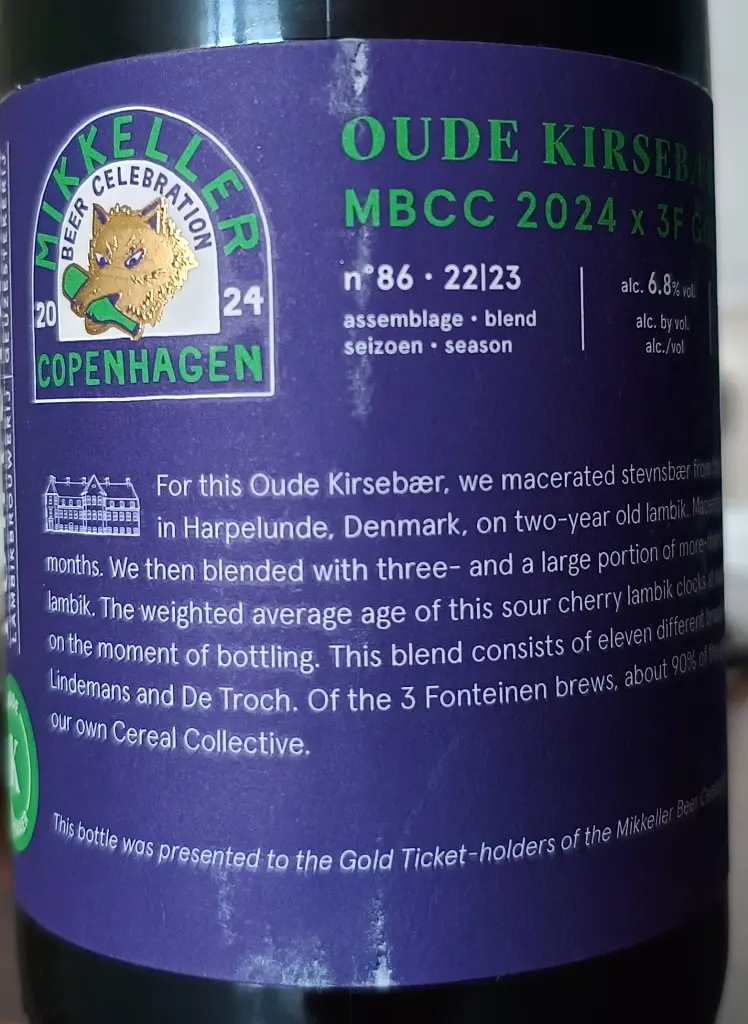 MIKKELLER
BEER CELEBRATION
20 24
COPENHAGEN
OUDE KIRSEB
MBCC 2024 x 3F
n°86 · 22|23
assemblage · blend
seizoen · season
alc. 6.8% vol
alc. by vol.
alc./vol
For this Oude Kirsebær, we macerated stevnsbær from
in Harpelunde, Denmark, on two-year old lambik.
months. We then blended with three- and a large portion of more-
lambik. The weighted average age of this sour cherry lambik clocks
on the moment of bottling. This blend consists of eleven different
Lindemans and De Troch. Of the 3 Fonteinen brews, about 90% of
our own Cereal Collective.
This bottle was presented to the Gold Ticket-holders of the Mikkeller Beer
LAMBIKBROUWERIJ | GEUZESTEKERIJ